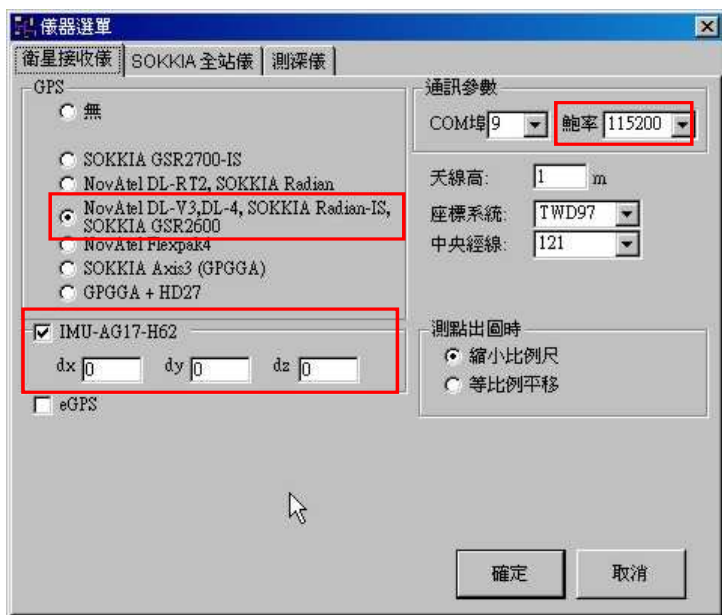 儀器選單
衛星接收儀 SOKKIA 全站儀 測深儀
GPS
無
SOKKIA GSR2700-IS
NovAtel DL-RT2, SOKKIA Radian
NovAtel DL-V3,DL-4, SOKKIA Radian-IS,
SOKKIA GSR2600
NovAtel Flexpak4
SOKKIA Axis3 (GPGGA)
GPGGA + HD27
IMU-AG17-H62
dx 0 dy 0 dz 0
eGPS
通訊參數
COM埠 9 鮑率 115200
天線高: 1 m
座標系統: TWD97
中央經線: 121
測點出圖時
縮小比例尺
等比例平移
確定 取消